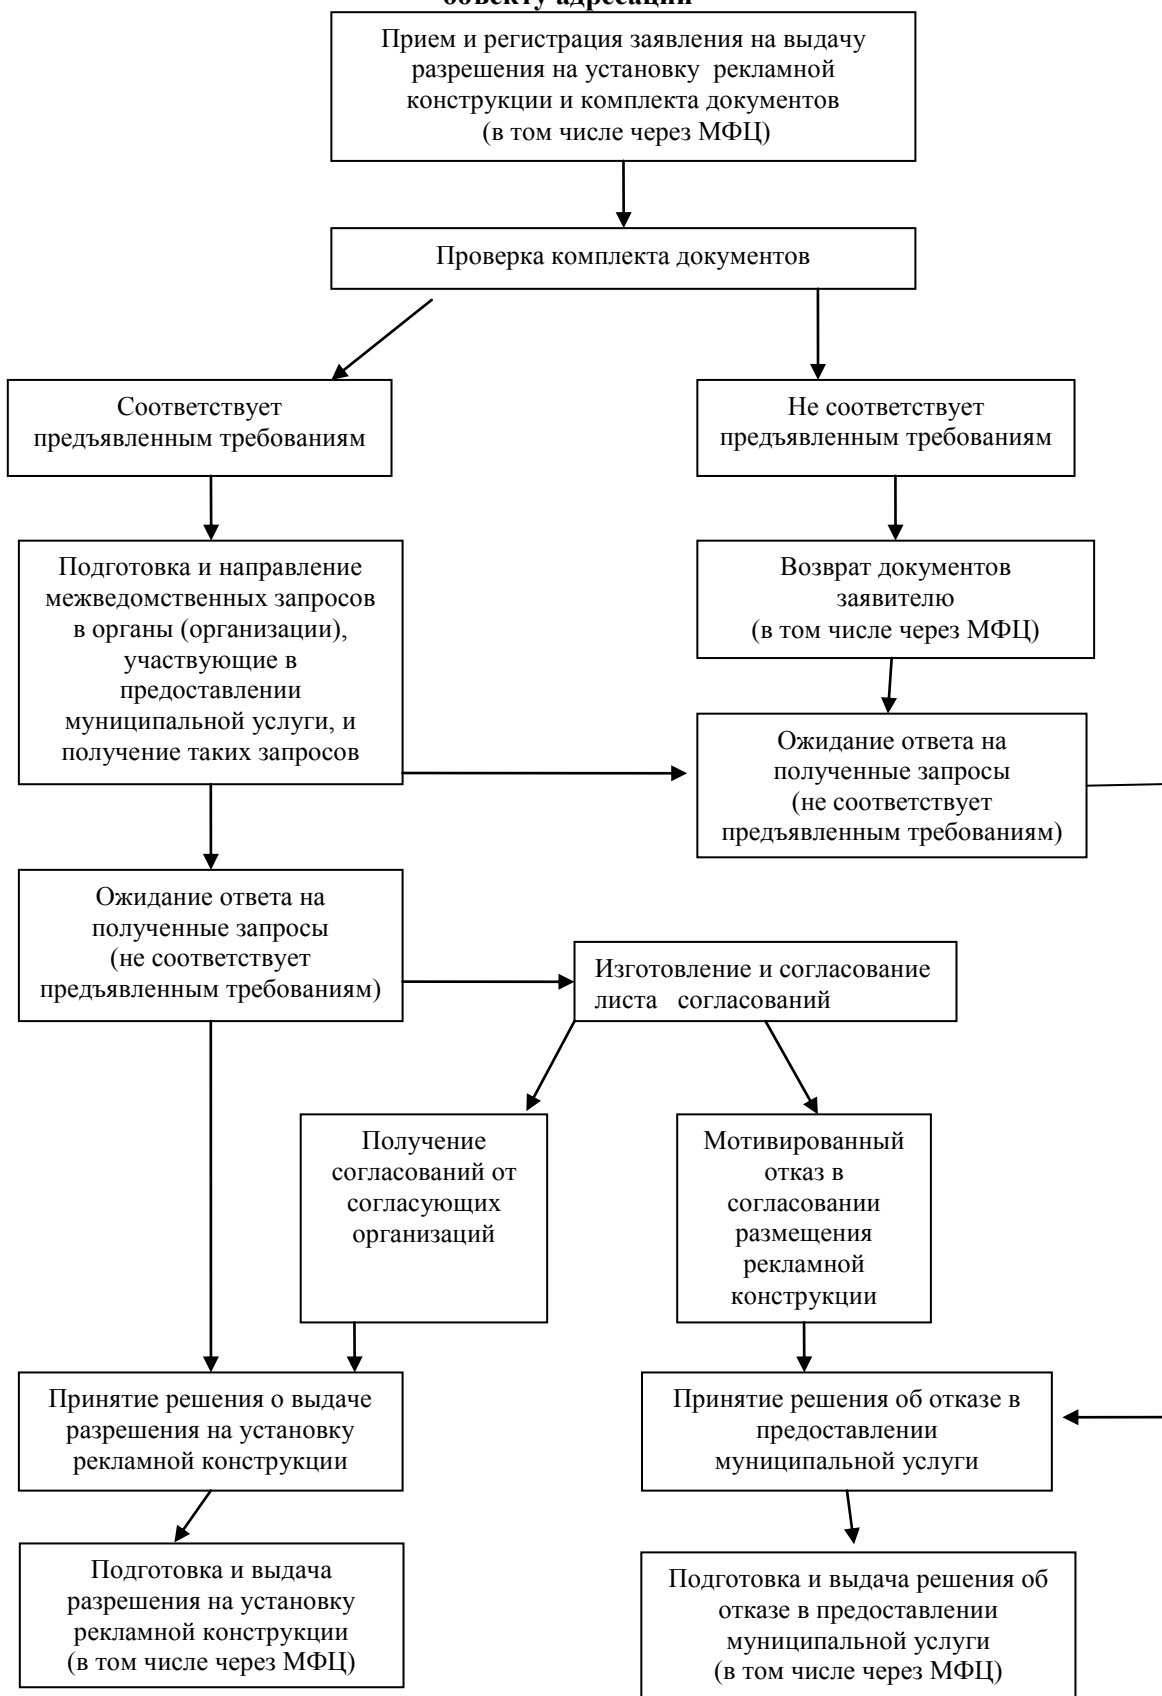 объекту адресации
Прием и регистрация заявления на выдачу
разрешения на установку рекламной
конструкции и комплекта документов
(в том числе через МФЦ)
Проверка комплекта документов
Соответствует
предъявленным требованиям
Не соответствует
предъявленным требованиям
Подготовка и направление
межведомственных запросов
в органы (организации),
участвующие в
предоставлении
муниципальной услуги, и
получение таких запросов
Возврат документов
заявителю
(в том числе через МФЦ)
Ожидание ответа на
полученные запросы
(не соответствует
предъявленным требованиям)
Ожидание ответа на
полученные запросы
(не соответствует
предъявленным требованиям)
Изготовление и согласование
листа согласований
Получение
согласований от
согласующих
организаций
Мотивированный
отказ в
согласовании
размещения
рекламной
конструкции
Принятие решения о выдаче
разрешения на установку
рекламной конструкции
Принятие решения об отказе в
предоставлении
муниципальной услуги
Подготовка и выдача
разрешения на установку
рекламной конструкции
(в том числе через МФЦ)
Подготовка и выдача решения об
отказе в предоставлении
муниципальной услуги
(в том числе через МФЦ)